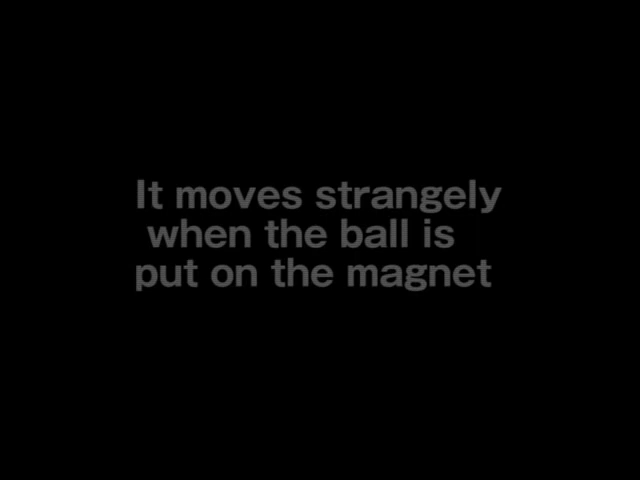 It moves strangely
when the ball is
put on the magnet